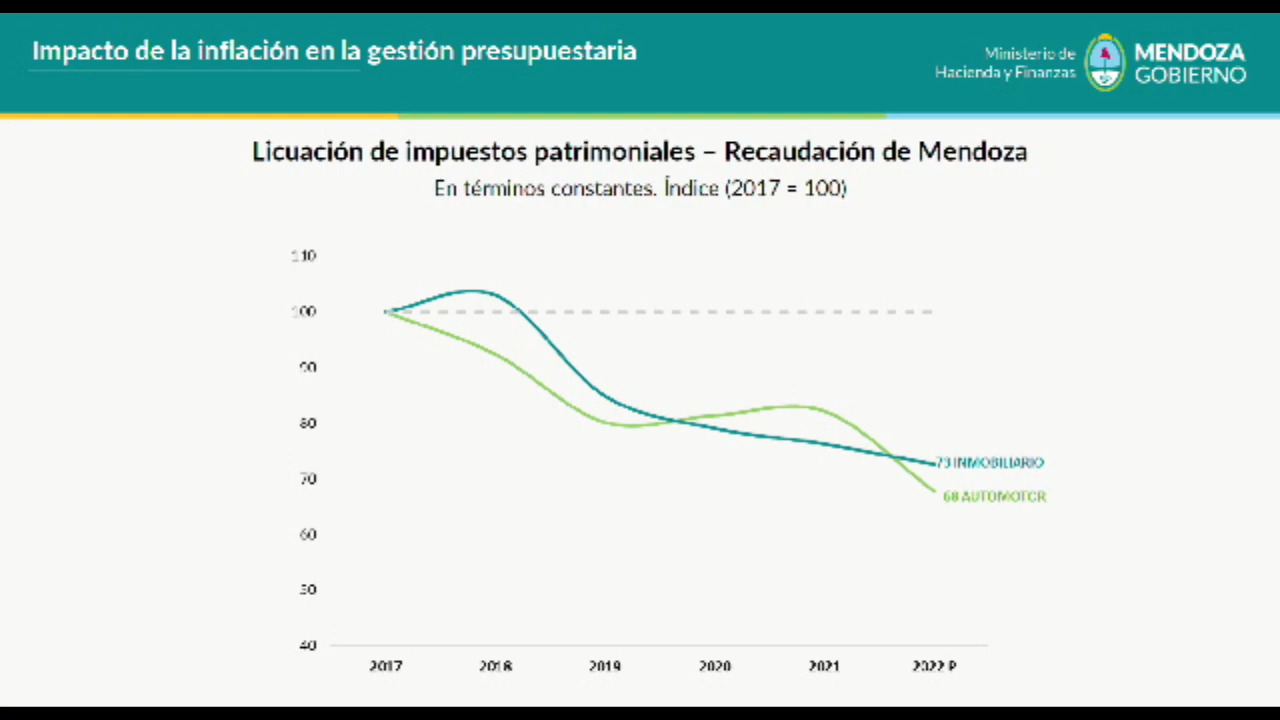 Impacto de la inflación en la gestión presupuestaria
Ministerio de
Hacienda y Finanzas
MENDOZA
GOBIERNO
Licuación de impuestos patrimoniales – Recaudación de Mendoza
En términos constantes. Índice (2017 = 100)
110
100
90
80
70
60
50
40
73 INMOBILIARIO
68 AUTOMOTOR
2017 2018 2019 2020 2021 2022 P